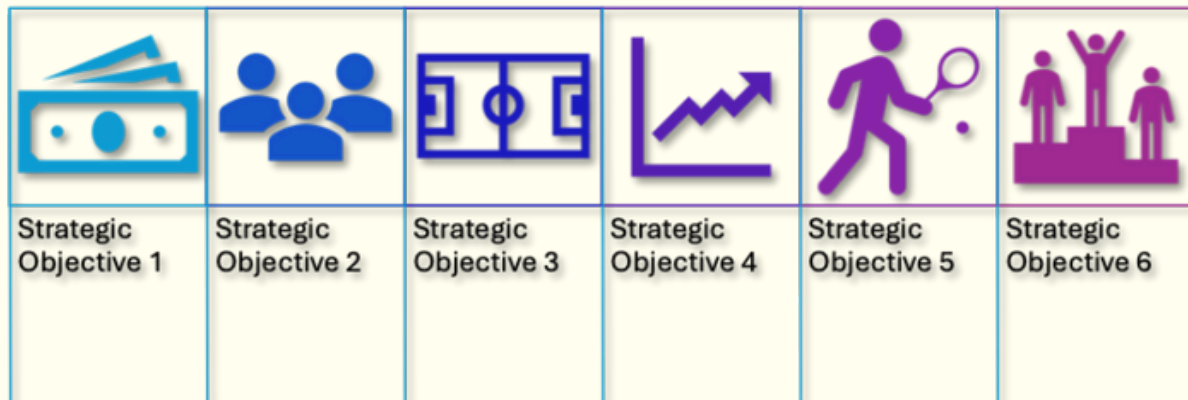 Strategic
Objective 1
Strategic
Objective 2
Strategic
Objective 3
Strategic
Objective 4
Strategic
Objective 5
Strategic
Objective 6